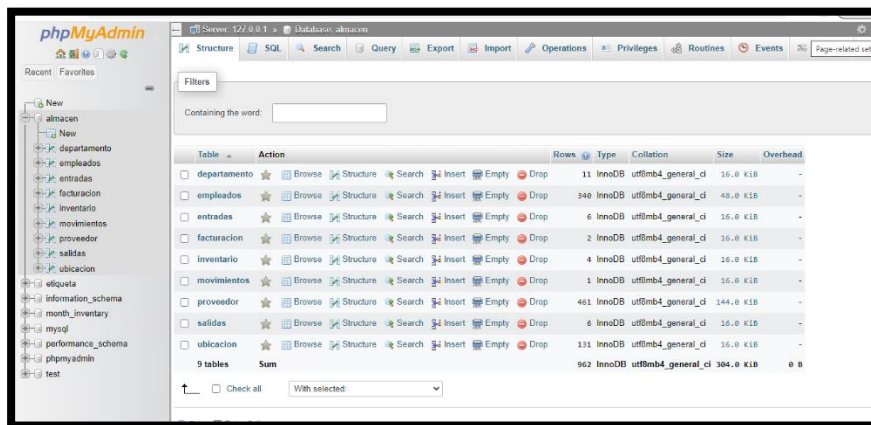 phpMyAdmin
Recent Favorites
New
almacen
New
departamento
empleados
entradas
facturacion
inventario
movimientos
proveedor
salidas
ubicacion
etiqueta
information_schema
month_inventary
mysql
performance_schema
phpmyadmin
test
Server: 127.0.0.1 » Database: almacen
Structure SQL Search Query Export Import Operations Privileges Routines Events Page-related set
Filters
Containing the word:
Table Action Rows Type Collation Size Overhead
departamento Browse Structure Search Insert Empty Drop 11 InnoDB utf8mb4_general_ci 16.0 KiB -
empleados Browse Structure Search Insert Empty Drop 340 InnoDB utf8mb4_general_ci 48.0 KiB -
entradas Browse Structure Search Insert Empty Drop 6 InnoDB utf8mb4_general_ci 16.0 KiB -
facturacion Browse Structure Search Insert Empty Drop 2 InnoDB utf8mb4_general_ci 16.0 KiB -
inventario Browse Structure Search Insert Empty Drop 4 InnoDB utf8mb4_general_ci 16.0 KiB -
movimientos Browse Structure Search Insert Empty Drop 1 InnoDB utf8mb4_general_ci 16.0 KiB -
proveedor Browse Structure Search Insert Empty Drop 461 InnoDB utf8mb4_general_ci 144.0 KiB -
salidas Browse Structure Search Insert Empty Drop 6 InnoDB utf8mb4_general_ci 16.0 KiB -
ubicacion Browse Structure Search Insert Empty Drop 131 InnoDB utf8mb4_general_ci 16.0 KiB -
9 tables Sum 962 InnoDB utf8mb4_general_ci 304.0 KiB 0 B
Check all With selected: